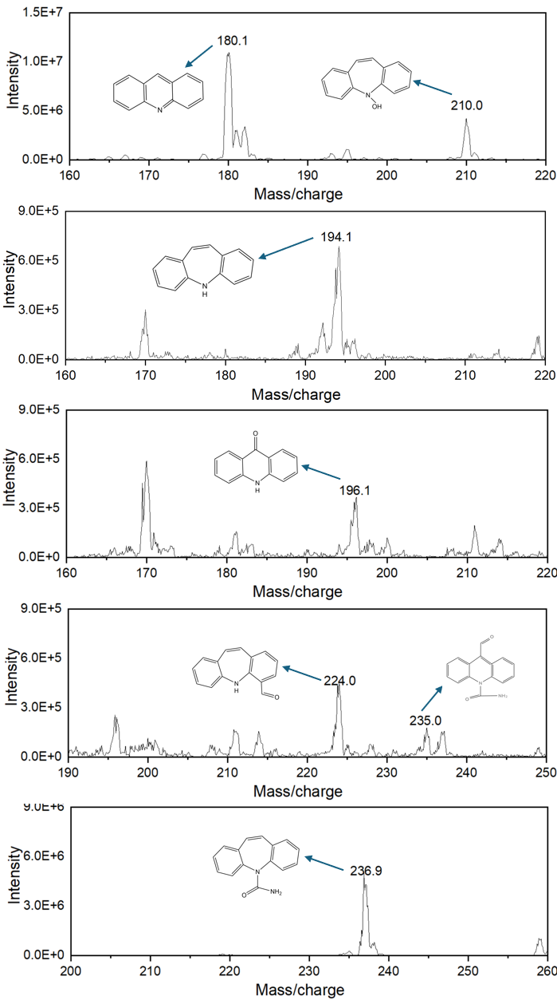 1.5E+7
180.1
1.0E+7
Intensity
N
N
OH
210.0
5.0E+6
0.0E+0
160 170 180 190 200 210 220
Mass/charge
9.0E+5
194.1
6.0E+5
Intensity
N
H
3.0E+5
0.0E+0
160 170 180 190 200 210 220
Mass/charge
9.0E+5
O
6.0E+5
Intensity
N
H
196.1
3.0E+5
0.0E+0
160 170 180 190 200 210 220
Mass/charge
9.0E+5
O
6.0E+5
Intensity
N
H
O
224.0
N
O
NH₂
3.0E+5
235.0
0.0E+0
190 200 210 220 230 240 250
Mass/charge
9.0E+6
6.0E+6
Intensity
N
O
NH₂
236.9
3.0E+6
0.0E+0
200 210 220 230 240 250 260
Mass/charge